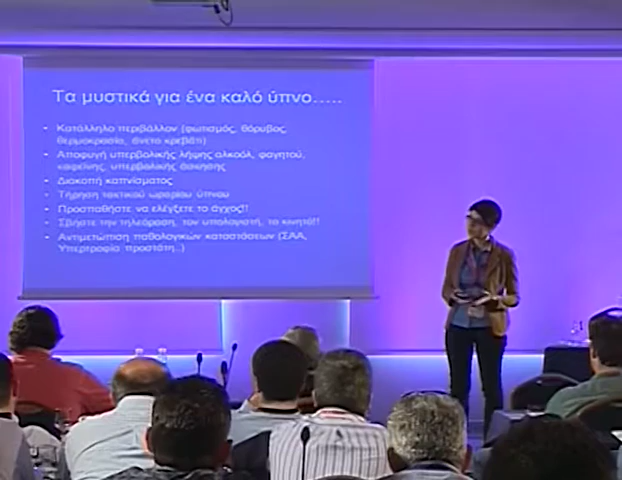 Τα μυστικά για ένα καλό ύπνο.....
• Κατάλληλο περιβάλλον (φωτισμός, θόρυβος,
θερμοκρασία, άνετο κρεβάτι)
• Αποφυγή υπερβολικής λήψης αλκοόλ, φαγητού,
καφεΐνης, υπερβολικής άσκησης
• Διακοπή καπνίσματος
• Τήρηση τακτικού ωραρίου ύπνου
• Προσπαθήστε να ελέγξετε το άγχος!!
• Σβήστε την τηλεόραση, τον υπολογιστή, το κινητό!!
• Αντιμετώπιση παθολογικών καταστάσεων (ΣΑΑ,
Υπερτροφία προστάτη..)